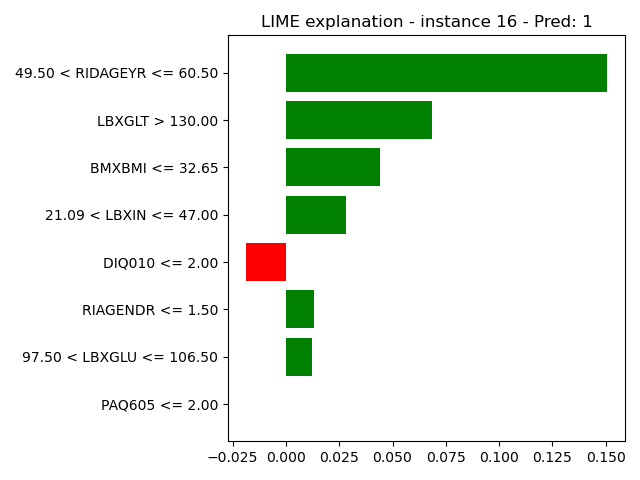 LIME explanation - instance 16 - Pred: 1
49.50 < RIDAGEYR <= 60.50
LBXGLT > 130.00
BMXBMI <= 32.65
21.09 < LBXIN <= 47.00
DIQ010 <= 2.00
RIAGENDR <= 1.50
97.50 < LBXGLU <= 106.50
PAQ605 <= 2.00
−0.025 0.000 0.025 0.050 0.075 0.100 0.125 0.150